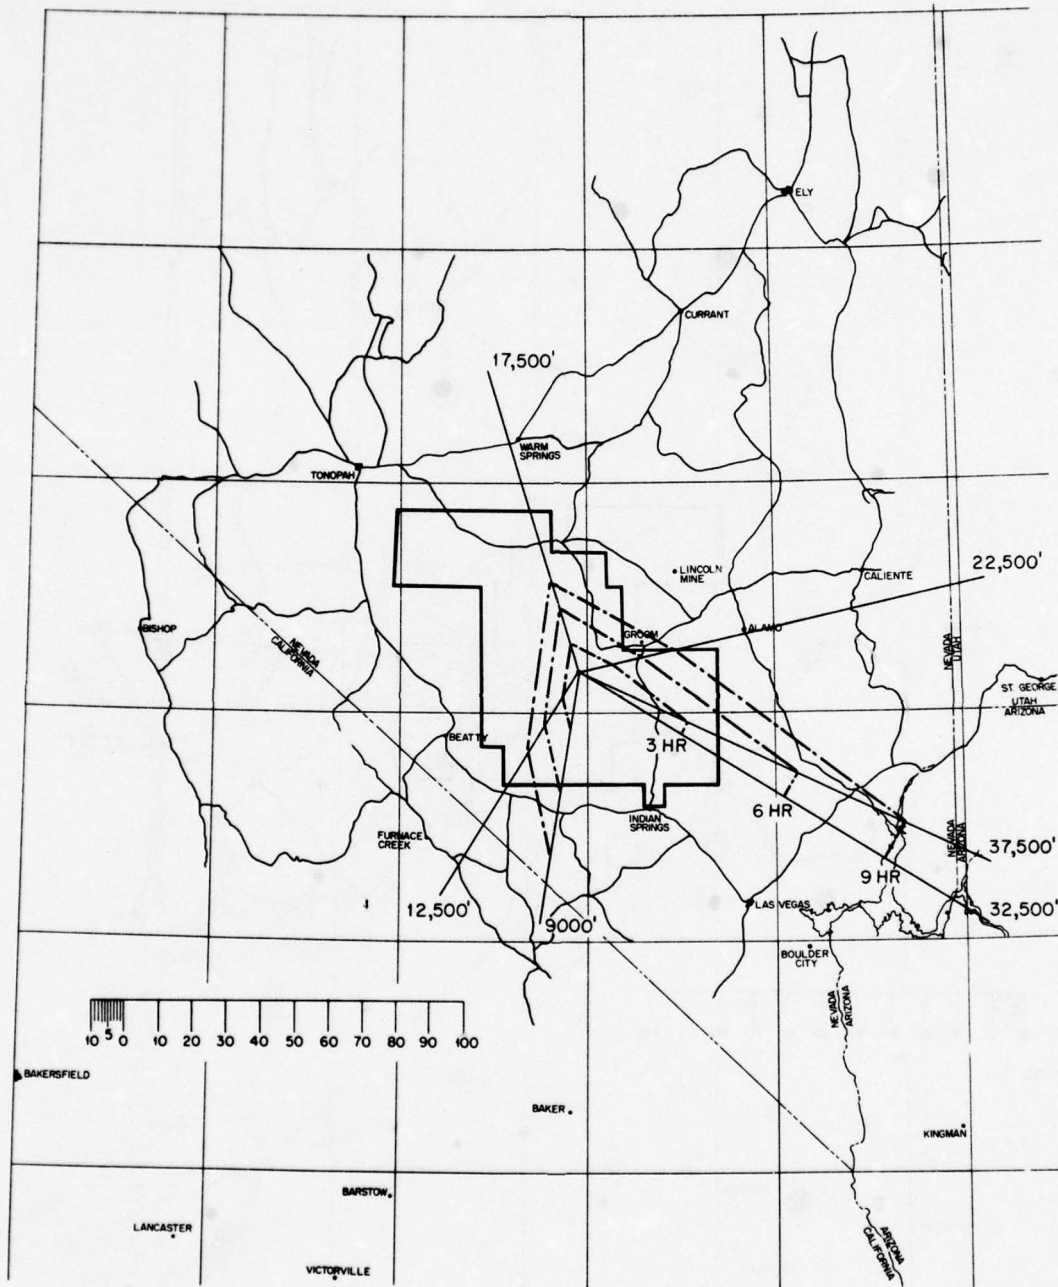 ELY
CURRANT
17,500'
WARM
SPRINGS
TONOPAH
LINCOLN
MINE
22,500'
CALIENTE
BISHOP
NEVADA
CALIFORNIA
GROOM
ALAMO
NEVADA
UTAH
ST. GEORGE
UTAH
ARIZONA
BEATTY
3 HR
6 HR
INDIAN
SPRINGS
FURNACE
CREEK
NEVADA
ARIZONA
37,500'
9 HR
12,500'
9000'
LAS VEGAS
32,500'
BOULDER
CITY
NEVADA
ARIZONA
10 5 0 10 20 30 40 50 60 70 80 90 100
BAKERSFIELD
BAKER
KINGMAN
BARSTOW
LANCASTER
ARIZONA
CALIFORNIA
VICTORVILLE